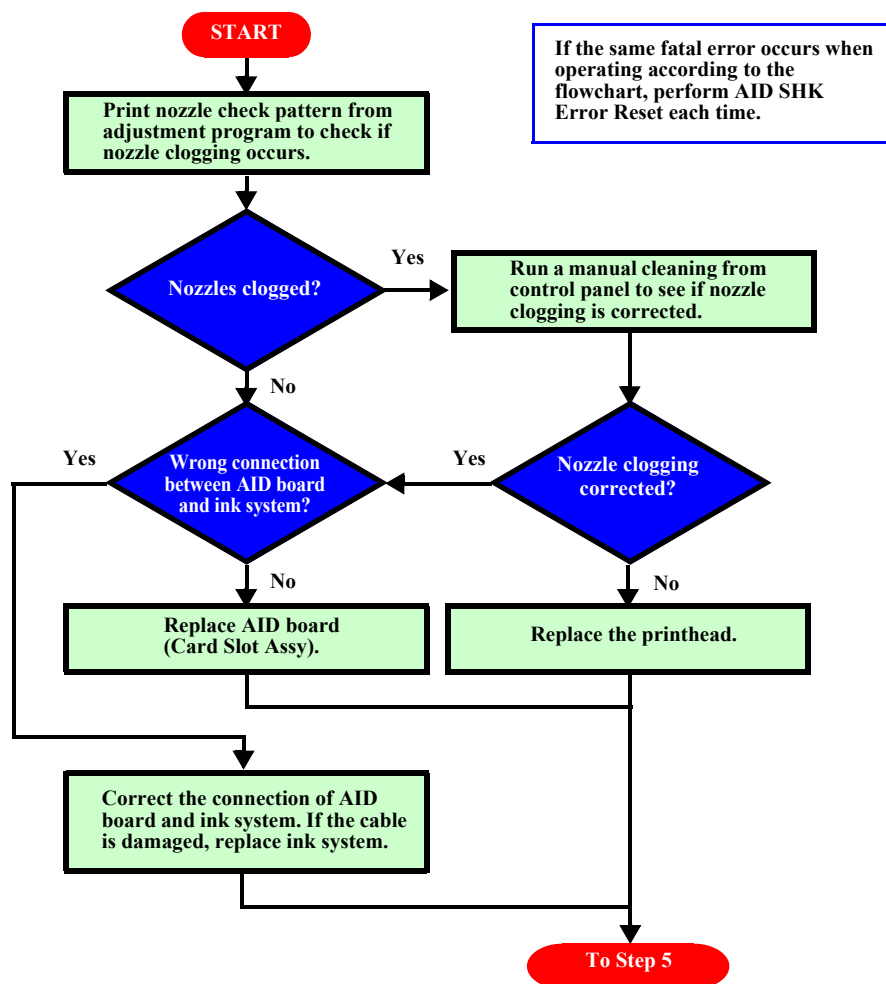 START
If the same fatal error occurs when
operating according to the
flowchart, perform AID SHK
Error Reset each time.
Print nozzle check pattern from
adjustment program to check if
nozzle clogging occurs.
Nozzles clogged?
Yes
Run a manual cleaning from
control panel to see if nozzle
clogging is corrected.
No
Yes
Wrong connection
between AID board
and ink system?
Yes
Nozzle clogging
corrected?
No
No
Replace AID board
(Card Slot Assy).
Replace the printhead.
Correct the connection of AID
board and ink system. If the cable
is damaged, replace ink system.
To Step 5